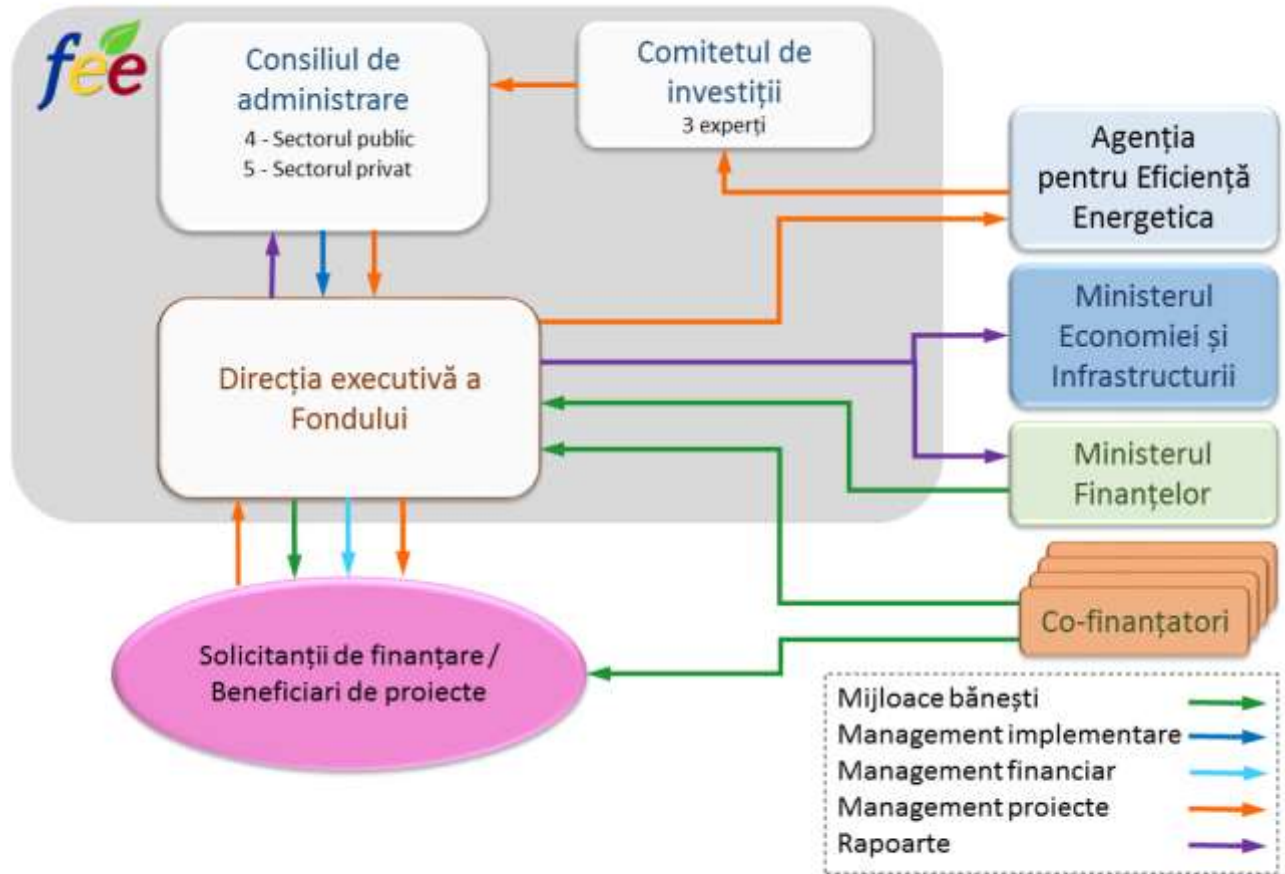 fee
Consiliul de
administrare
4 - Sectorul public
5 - Sectorul privat
Comitetul de
investiții
3 experți
Agenția
pentru Eficiență
Energetica
Direcția executivă a
Fondului
Ministerul
Economiei și
Infrastructurii
Ministerul
Finanțelor
Co-finanțatori
Solicitanții de finanțare /
Beneficiari de proiecte
Mijloace bănești
Management implementare
Management financiar
Management proiecte
Rapoarte